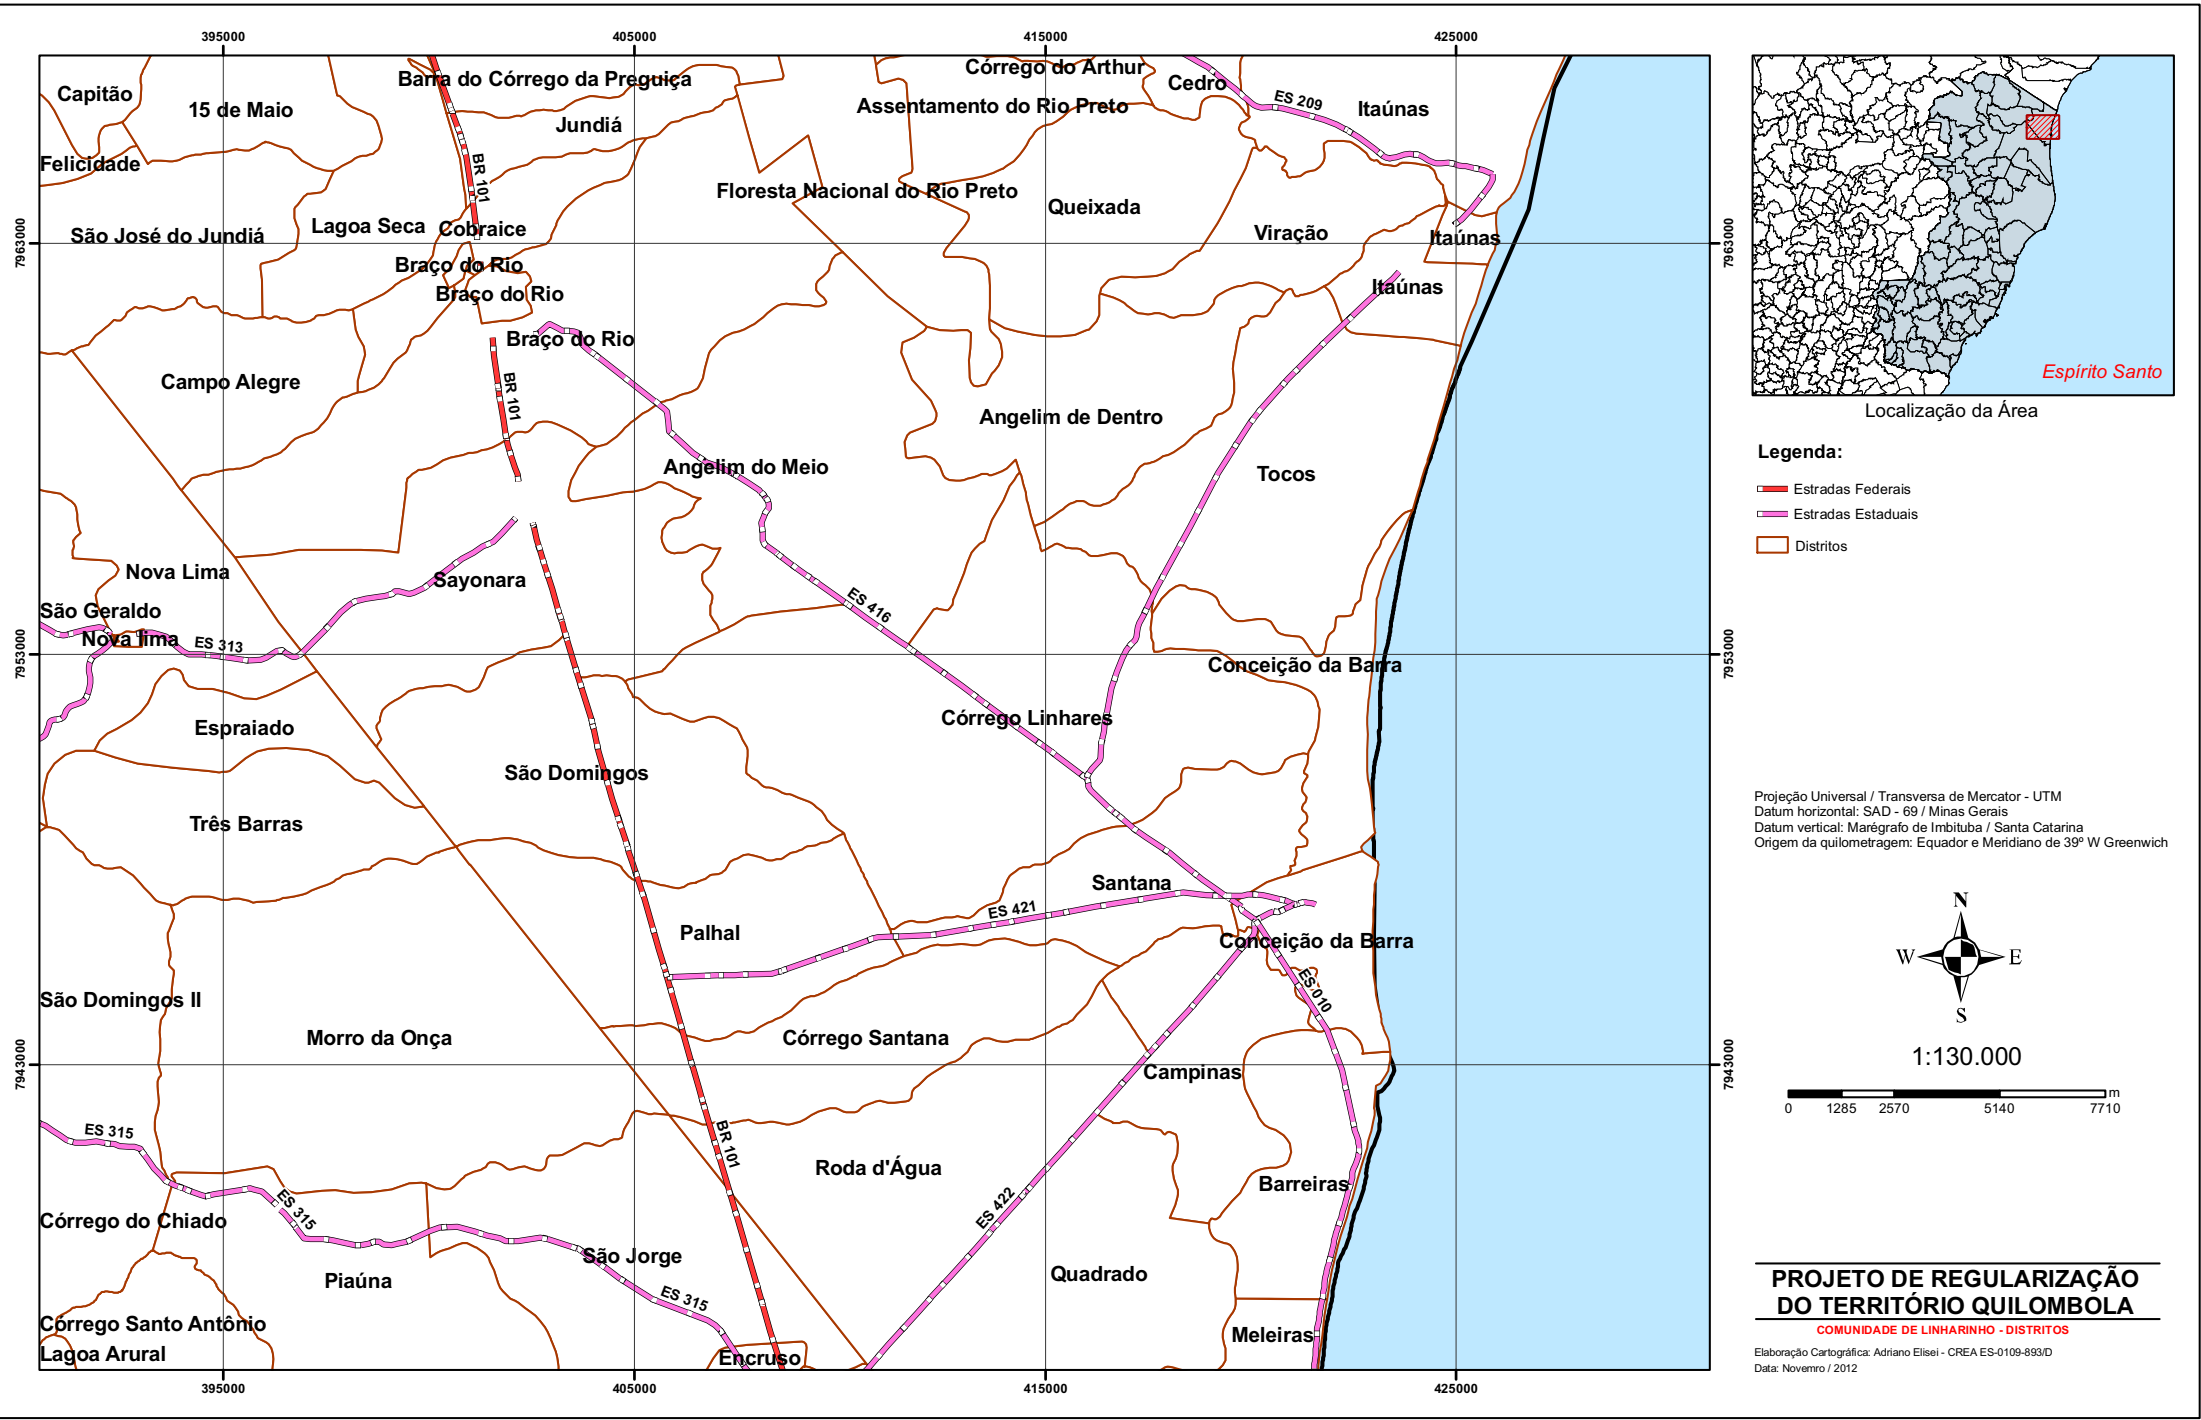 395000
405000
415000
425000
Capitão
15 de Maio
Barra do Córrego da Preguiça
Jundiá
Córrego do Arthur
Assentamento do Rio Preto
Cedro
ES 209
Itaúnas
Felicidade
BR 101
São José do Jundiá
Lagoa Seca
Cobraice
Floresta Nacional do Rio Preto
Queixada
Viração
Itaúnas
7963000
7963000
Braço do Rio
Braço do Rio
Itaúnas
Braço do Rio
Campo Alegre
BR 101
Angelim de Dentro
Angelim do Meio
Tocos
Nova Lima
Sayonara
São Geraldo
Nova lima
ES 313
ES 416
7953000
7953000
Conceição da Barra
Espraiado
Córrego Linhares
São Domingos
Três Barras
Santana
ES 421
Palhal
Conceição da Barra
ES 010
São Domingos II
Morro da Onça
Córrego Santana
Campinas
7943000
7943000
ES 315
BR 101
Roda d'Água
Barreiras
ES 315
ES 422
Córrego do Chiado
São Jorge
Piaúna
Quadrado
ES 315
Córrego Santo Antônio
Meleiras
Lagoa Arural
Encruso
395000
405000
415000
425000
Espírito Santo
Localização da Área
Legenda:
Estradas Federais
Estradas Estaduais
Distritos
Projeção Universal / Transversa de Mercator - UTM
Datum horizontal: SAD - 69 / Minas Gerais
Datum vertical: Marégrafo de Imbituba / Santa Catarina
Origem da quilometragem: Equador e Meridiano de 39º W Greenwich
N
W
E
S
1:130.000
m
0 1285 2570 5140 7710
PROJETO DE REGULARIZAÇÃO
DO TERRITÓRIO QUILOMBOLA
COMUNIDADE DE LINHARINHO - DISTRITOS
Elaboração Cartográfica: Adriano Elisei - CREA ES-0109-893/D
Data: Novemro / 2012